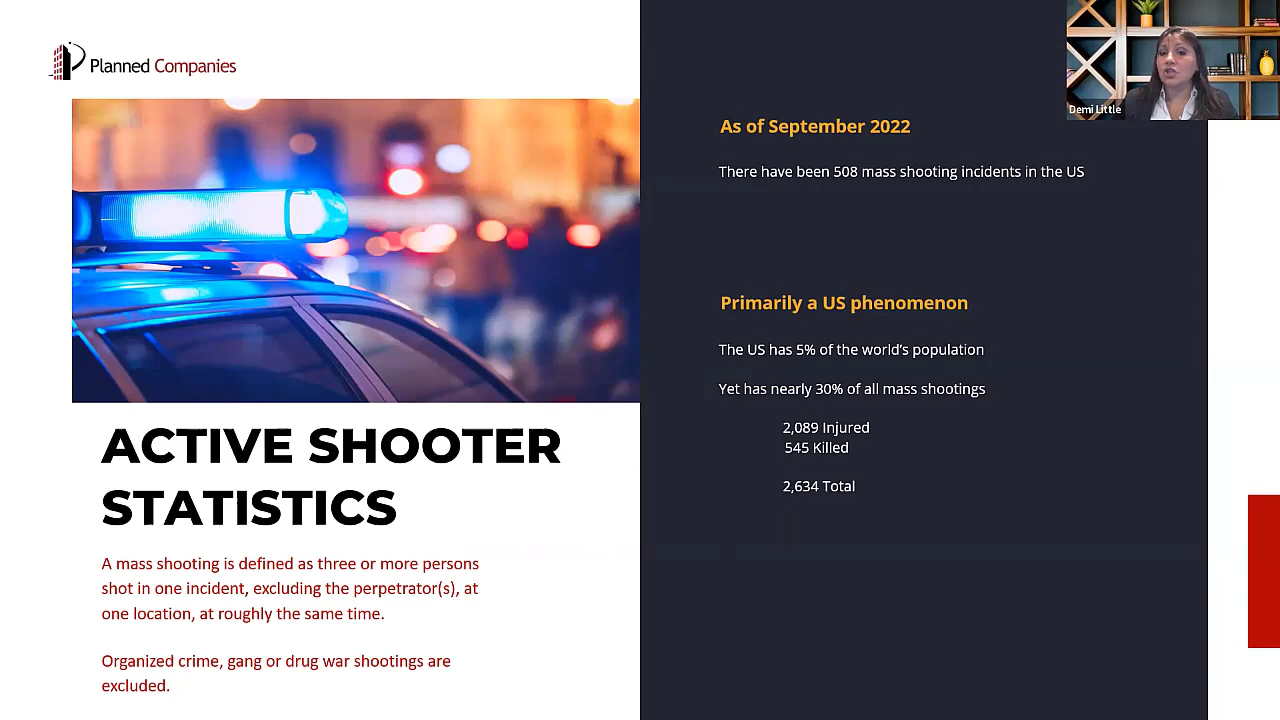 Planned Companies
ACTIVE SHOOTER
STATISTICS
A mass shooting is defined as three or more persons
shot in one incident, excluding the perpetrator(s), at
one location, at roughly the same time.
Organized crime, gang or drug war shootings are
excluded.
As of September 2022
There have been 508 mass shooting incidents in the US
Primarily a US phenomenon
The US has 5% of the world's population
Yet has nearly 30% of all mass shootings
2,089 Injured
545 Killed
2,634 Total
Demi Little